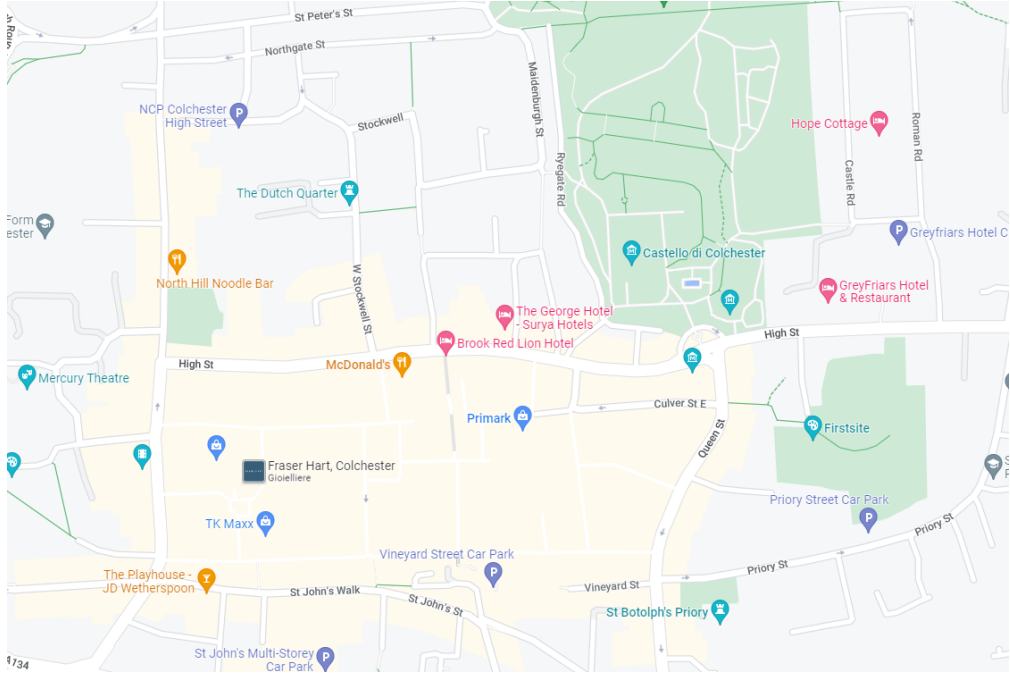 St Peter's St
Northgate St
Maidenburgh St
NCP Colchester
High Street
Stockwell
Hope Cottage
Roman Rd
Castle Rd
Ryegate Rd
The Dutch Quarter
Form
ester
Greyfriars Hotel C
Castello di Colchester
North Hill Noodle Bar
W Stockwell St
GreyFriars Hotel
& Restaurant
The George Hotel
- Surya Hotels
Brook Red Lion Hotel
High St
High St
McDonald's
Mercury Theatre
Culver St E
Primark
Queen St
Firstsite
Fraser Hart, Colchester
Gioielliere
Priory Street Car Park
TK Maxx
Priory St
Vineyard Street Car Park
Priory St
The Playhouse -
JD Wetherspoon
St John's Walk
St John's St
Vineyard St
St Botolph's Priory
St John's Multi-Storey
Car Park
A134